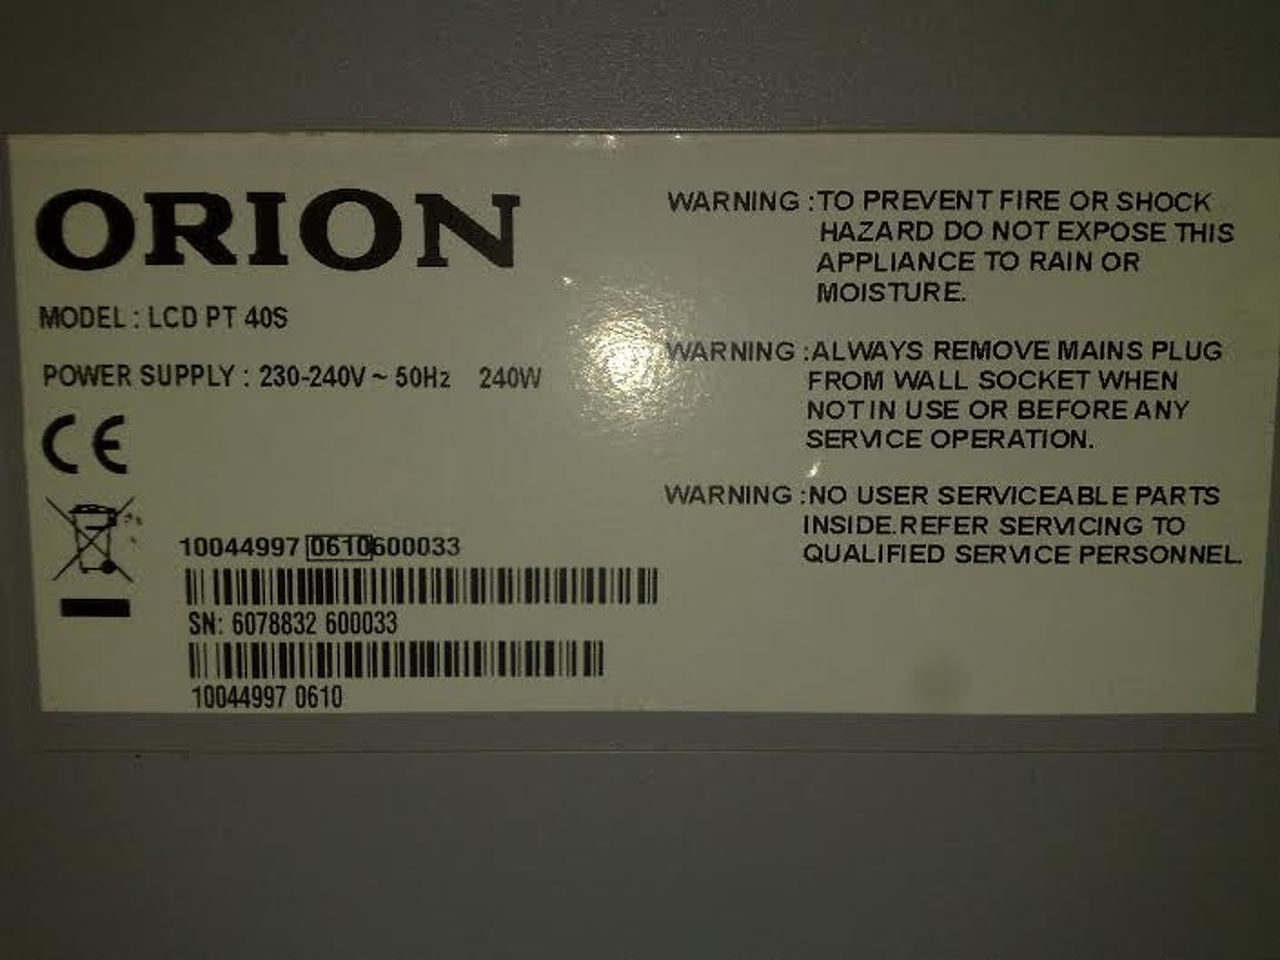 ORION
MODEL : LCD PT 40S
POWER SUPPLY : 230-240V ~ 50Hz 240W
CE
10044997 0610600033
SN: 6078832 600033
10044997 0610
WARNING :TO PREVENT FIRE OR SHOCK
HAZARD DO NOT EXPOSE THIS
APPLIANCE TO RAIN OR
MOISTURE.
WARNING :ALWAYS REMOVE MAINS PLUG
FROM WALL SOCKET WHEN
NOT IN USE OR BEFORE ANY
SERVICE OPERATION.
WARNING :NO USER SERVICEABLE PARTS
INSIDE.REFER SERVICING TO
QUALIFIED SERVICE PERSONNEL.